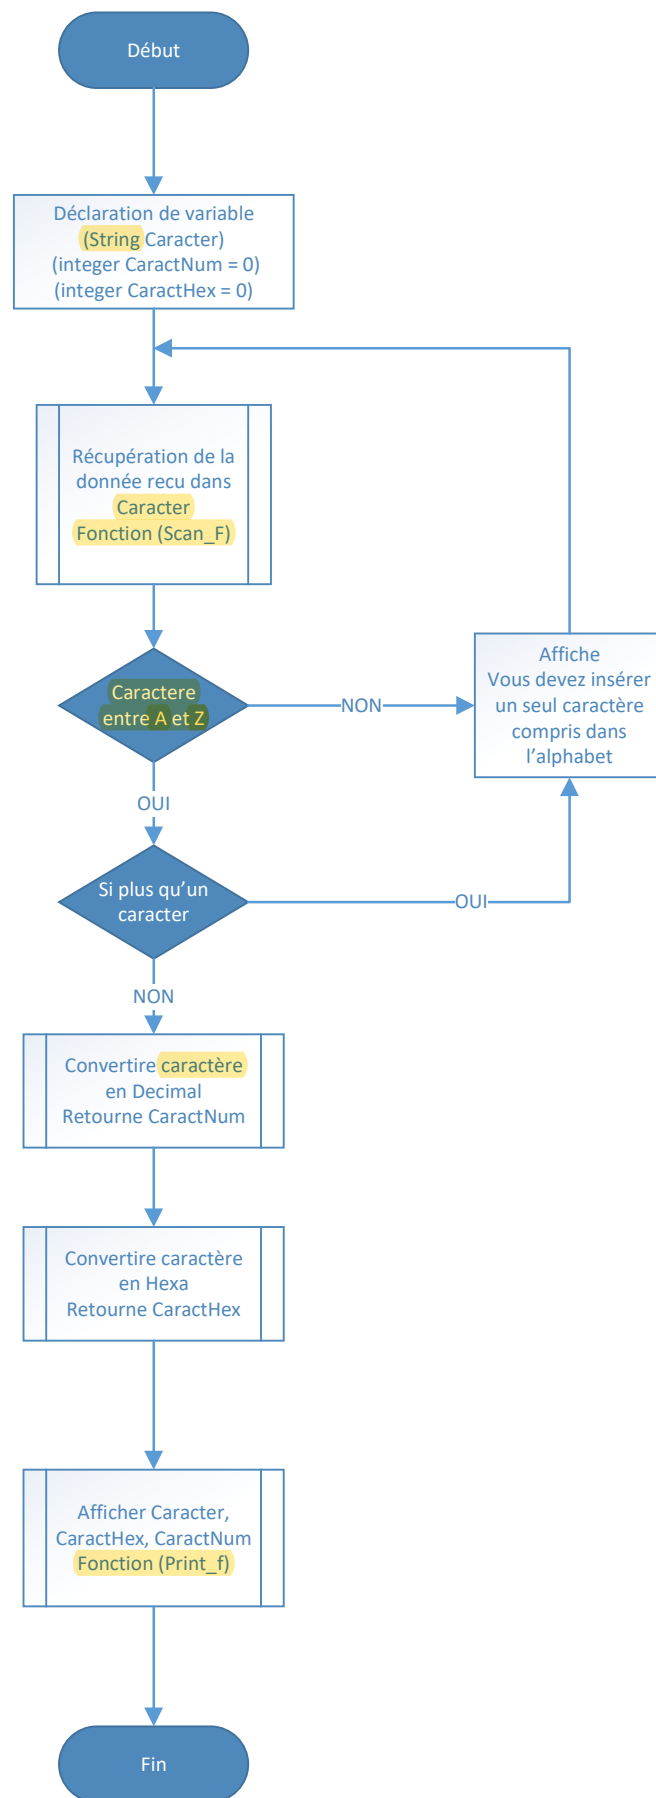 Début
Déclaration de variable
(String Caracter)
(integer CaractNum = 0)
(integer CaractHex = 0)
Récupération de la
donnée recu dans
Caracter
Fonction (Scan_F)
Caractere
entre A et Z
NON
Affiche
Vous devez insérer
un seul caractère
compris dans
l’alphabet
OUI
Si plus qu’un
caracter
OUI
NON
Convertire caractère
en Decimal
Retourne CaractNum
Convertire caractère
en Hexa
Retourne CaractHex
Afficher Caracter,
CaractHex, CaractNum
Fonction (Print_f)
Fin